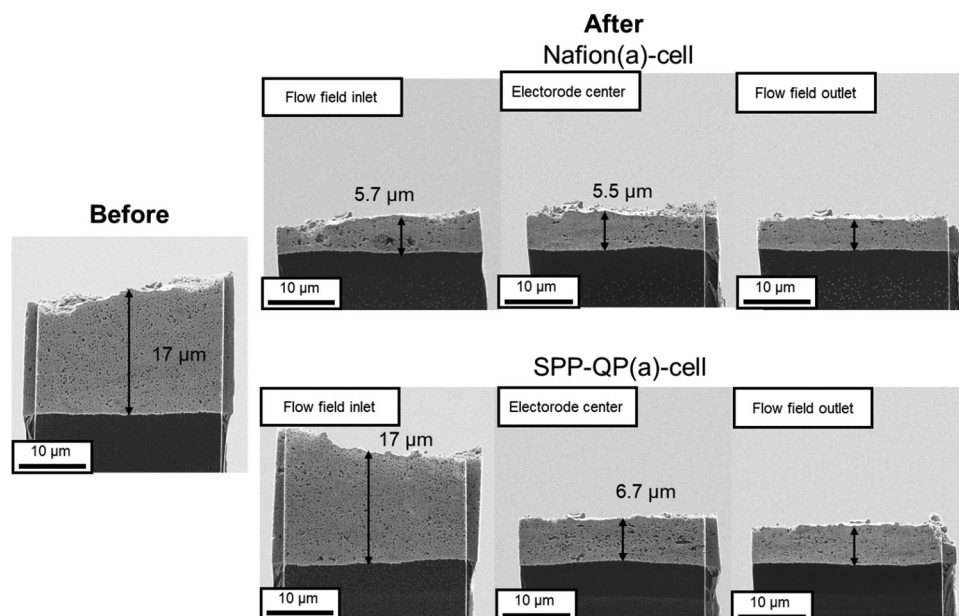 After
Nafion(a)-cell
Flow field inlet
Electorode center
Flow field outlet
5.7 µm
5.5 µm
10 µm
10 µm
10 µm
Before
17 µm
10 µm
SPP-QP(a)-cell
Flow field inlet
Electorode center
Flow field outlet
17 µm
6.7 µm
10 µm
10 µm
10 µm